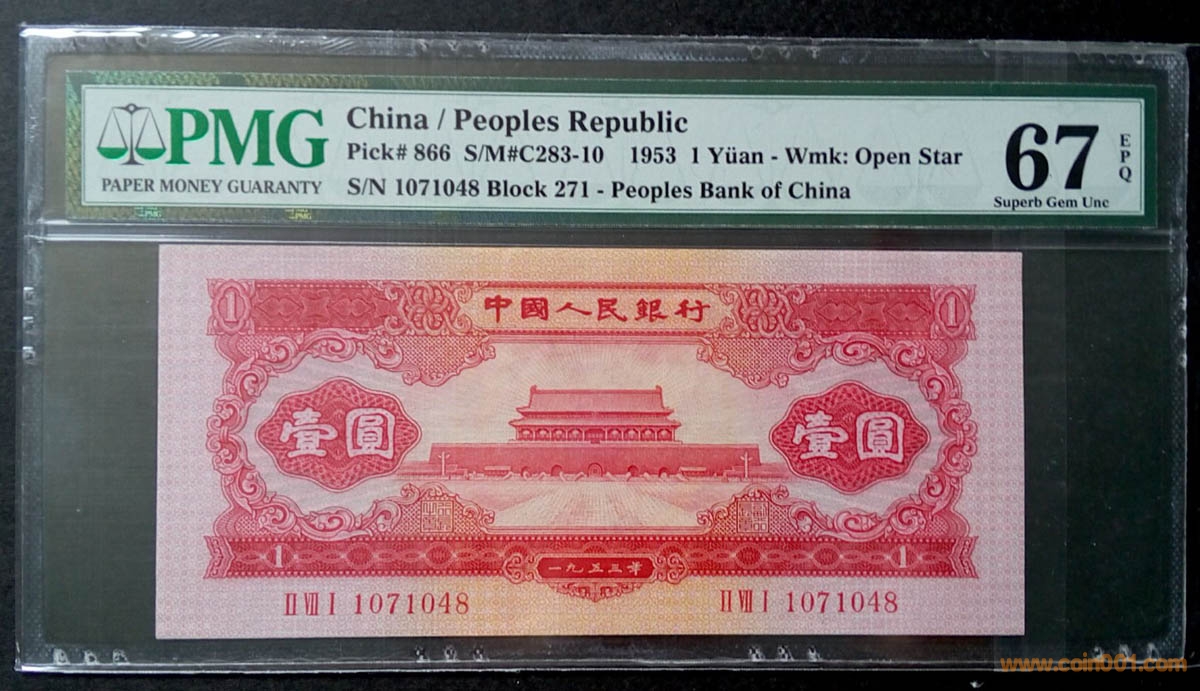 PMG
PAPER MONEY GUARANTY
China / Peoples Republic
Pick# 866 S/M#C283-10 1953 1 Yüan - Wmk: Open Star
S/N 1071048 Block 271 - Peoples Bank of China
67
EPQ
Superb Gem Unc
PMG
PMG
1
中國人民銀行
1
壹圓
壹圓
1
一九五三年
1
II VII I 1071048
II VII I 1071048
www.coin001.com